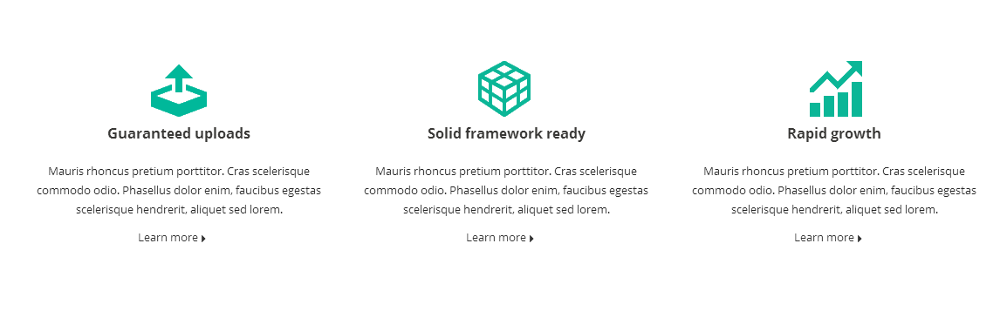 Guaranteed uploads
Mauris rhoncus pretium porttitor. Cras scelerisque
commodo odio. Phasellus dolor enim, faucibus egestas
scelerisque hendrerit, aliquet sed lorem.
Learn more
Solid framework ready
Mauris rhoncus pretium porttitor. Cras scelerisque
commodo odio. Phasellus dolor enim, faucibus egestas
scelerisque hendrerit, aliquet sed lorem.
Learn more
Rapid growth
Mauris rhoncus pretium porttitor. Cras scelerisque
commodo odio. Phasellus dolor enim, faucibus egestas
scelerisque hendrerit, aliquet sed lorem.
Learn more